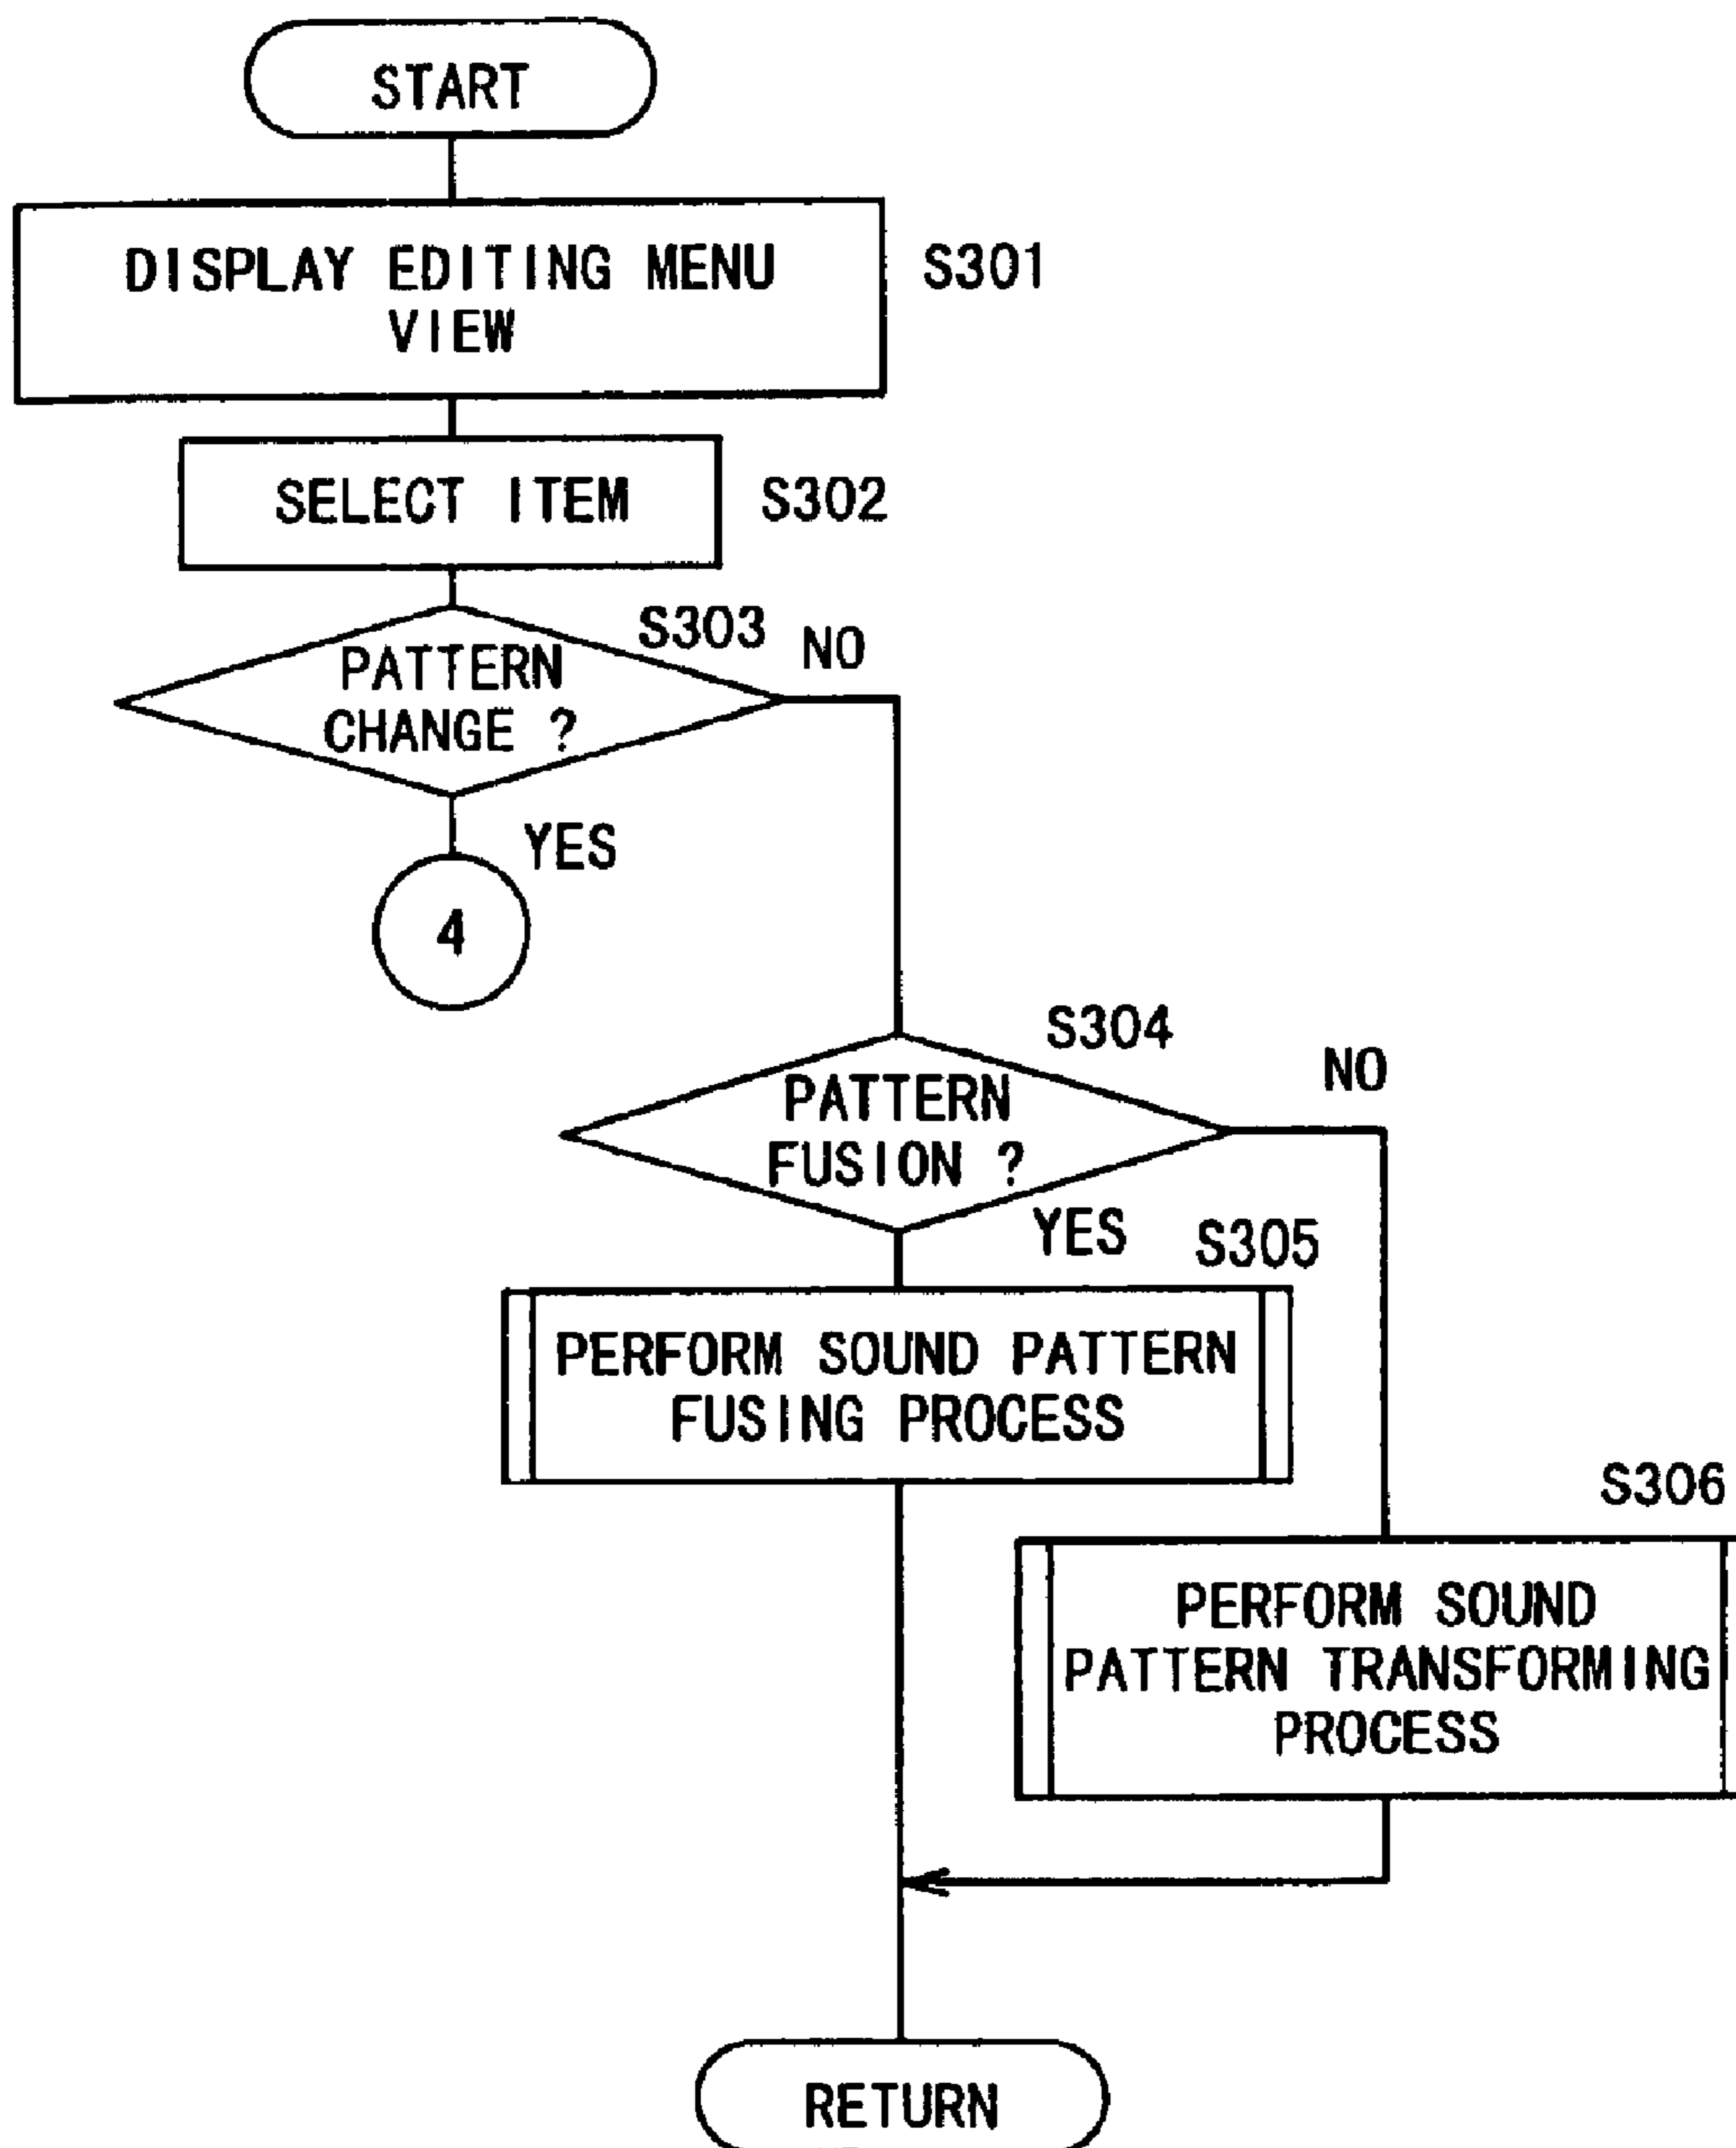 START
DISPLAY EDITING MENU
VIEW
S301
SELECT ITEM
S302
S303
NO
PATTERN
CHANGE ?
YES
4
S304
NO
PATTERN
FUSION ?
YES
S305
PERFORM SOUND PATTERN
FUSING PROCESS
S306
PERFORM SOUND
PATTERN TRANSFORMING
PROCESS
RETURN